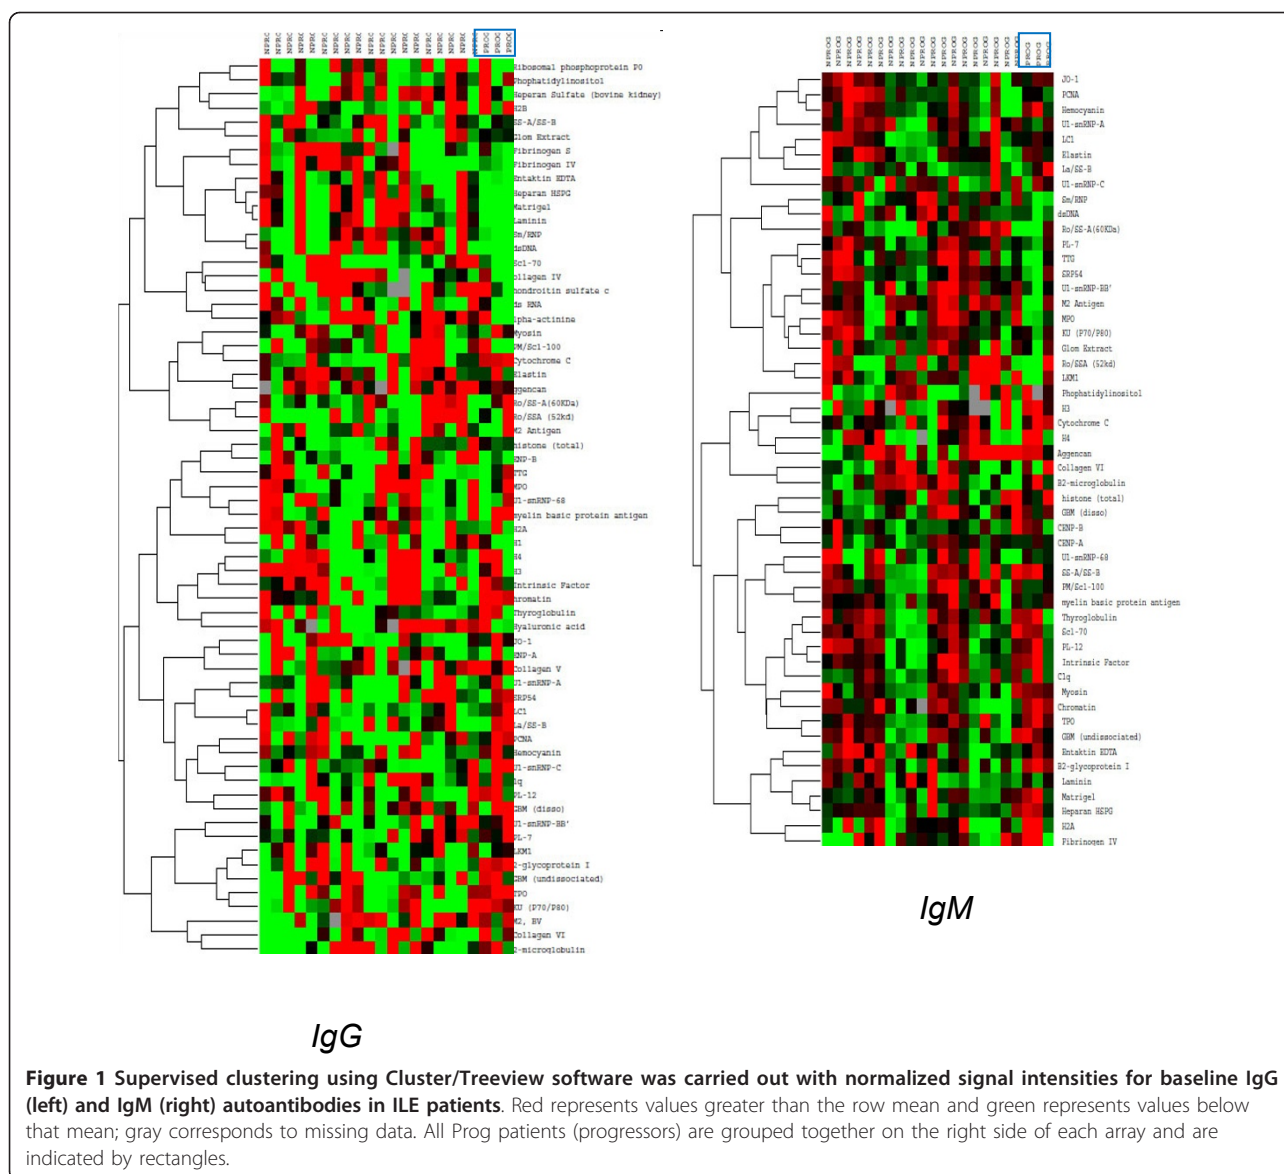 Ribosomal phosphoprotein P0
Phophatidylinositol
Heperan Sulfate (bovine kidney)
H2B
SS-A/SS-B
Glom Extract
Fibrinogen S
Fibrinogen IV
Entaktin EDTA
Heparan HSPG
Matrigel
Laminin
Sm/RNP
dsDNA
Scl-70
ollagen IV
hondroitin sulfate c
ds RNA
lpha-actinine
Myosin
PM/Scl-100
Cytochrome C
Elastin
ggencan
Ro/SS-A(60KDa)
Ro/SSA (52kd)
M2 Antigen
histone (total)
ENP-B
TTG
MPO
U1-snRNP-68
myelin basic protein antigen
H2A
H1
H4
H3
Intrinsic Factor
hromatin
Thyroglobulin
Hyaluronic acid
JO-1
ENP-A
Collagen V
U1-snRNP-A
SRP54
LC1
La/SS-B
PCNA
Hemocyanin
U1-snRNP-C
1q
PL-12
GBM (disso)
U1-snRNP-BB'
PL-7
LKM1
2-glycoprotein I
GBM (undissociated)
TPO
KU (P70/P80)
M2, BV
Collagen VI
2-microglobulin
IgG
JO-1
PCNA
Hemocyanin
U1-snRNP-A
LC1
Elastin
La/SS-B
U1-snRNP-C
Sm/RNP
dsDNA
Ro/SS-A(60KDa)
PL-7
TTG
SRP54
U1-snRNP-BB'
M2 Antigen
MPO
KU (P70/P80)
Glom Extract
Ro/SSA (52kd)
LKM1
Phophatidylinositol
H3
Cytochrome C
H4
Aggencan
Collagen VI
B2-microglobulin
histone (total)
GBM (disso)
CENP-B
CENP-A
U1-snRNP-68
SS-A/SS-B
PM/Scl-100
myelin basic protein antigen
Thyroglobulin
Scl-70
PL-12
Intrinsic Factor
C1q
Myosin
Chromatin
TPO
GBM (undissociated)
Entaktin EDTA
B2-glycoprotein I
Laminin
Matrigel
Heparan HSPG
H2A
Fibrinogen IV
IgM
Figure 1 Supervised clustering using Cluster/Treeview software was carried out with normalized signal intensities for baseline IgG
(left) and IgM (right) autoantibodies in ILE patients. Red represents values greater than the row mean and green represents values below
that mean; gray corresponds to missing data. All Prog patients (progressors) are grouped together on the right side of each array and are
indicated by rectangles.